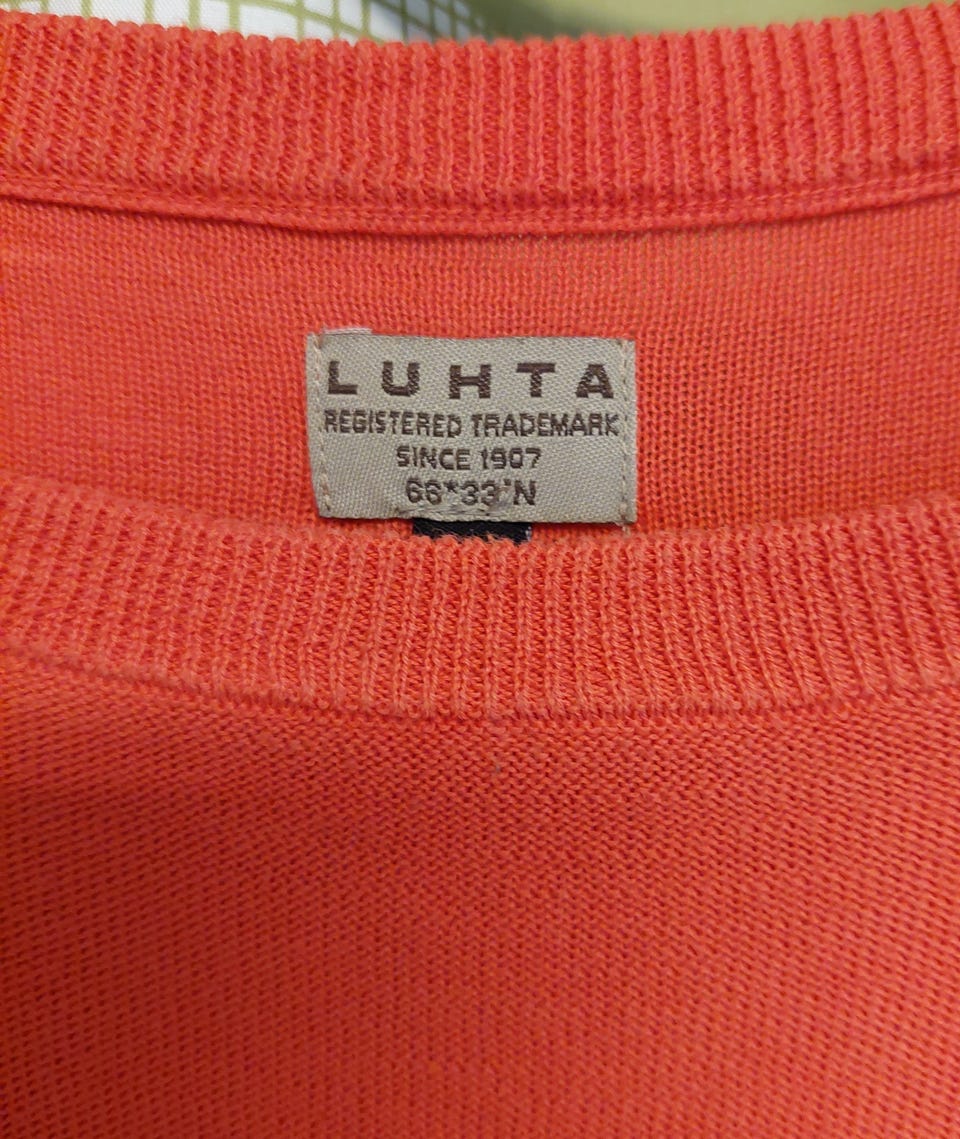 LUHTA
REGISTERED TRADEMARK
SINCE 1907
66*33'N